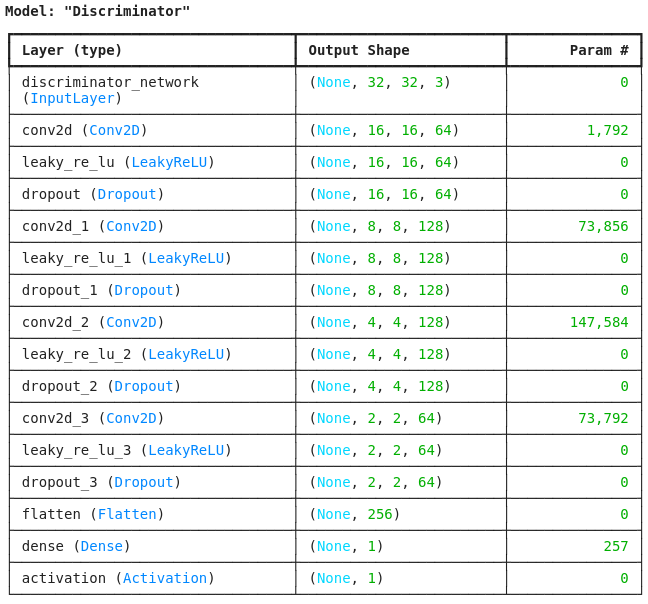 Model: "Discriminator"
Layer (type) Output Shape Param #
discriminator_network (None, 32, 32, 3) 0
(InputLayer)
conv2d (Conv2D) (None, 16, 16, 64) 1,792
leaky_re_lu (LeakyReLU) (None, 16, 16, 64) 0
dropout (Dropout) (None, 16, 16, 64) 0
conv2d_1 (Conv2D) (None, 8, 8, 128) 73,856
leaky_re_lu_1 (LeakyReLU) (None, 8, 8, 128) 0
dropout_1 (Dropout) (None, 8, 8, 128) 0
conv2d_2 (Conv2D) (None, 4, 4, 128) 147,584
leaky_re_lu_2 (LeakyReLU) (None, 4, 4, 128) 0
dropout_2 (Dropout) (None, 4, 4, 128) 0
conv2d_3 (Conv2D) (None, 2, 2, 64) 73,792
leaky_re_lu_3 (LeakyReLU) (None, 2, 2, 64) 0
dropout_3 (Dropout) (None, 2, 2, 64) 0
flatten (Flatten) (None, 256) 0
dense (Dense) (None, 1) 257
activation (Activation) (None, 1) 0